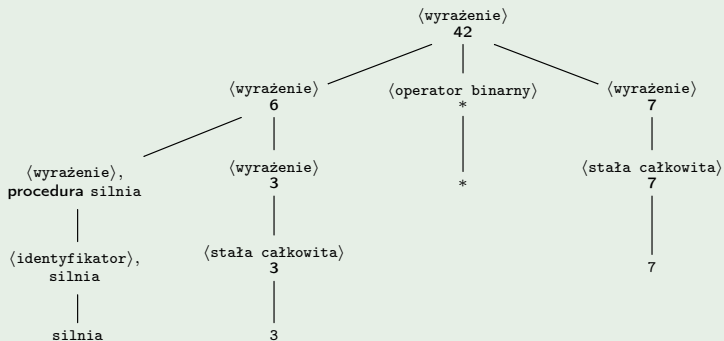 ⟨wyrażenie⟩
42
⟨wyrażenie⟩
6
⟨operator binarny⟩
*
⟨wyrażenie⟩
7
⟨wyrażenie⟩,
procedura silnia
⟨wyrażenie⟩
3
*
⟨stała całkowita⟩
7
⟨identyfikator⟩,
silnia
⟨stała całkowita⟩
3
7
silnia
3